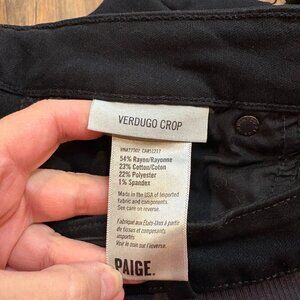 VERDUGO CROP
54% Rayon/Rayonne
23% Cotton/Coton
22% Polyester
1% Spandex
Made in the USA of imported
fabric and components.
See care on reverse.
Fabriqué aux États-Unis à partir
de tissus et composants
importés.
Voir le soin sur l'envers.
PAIGE.